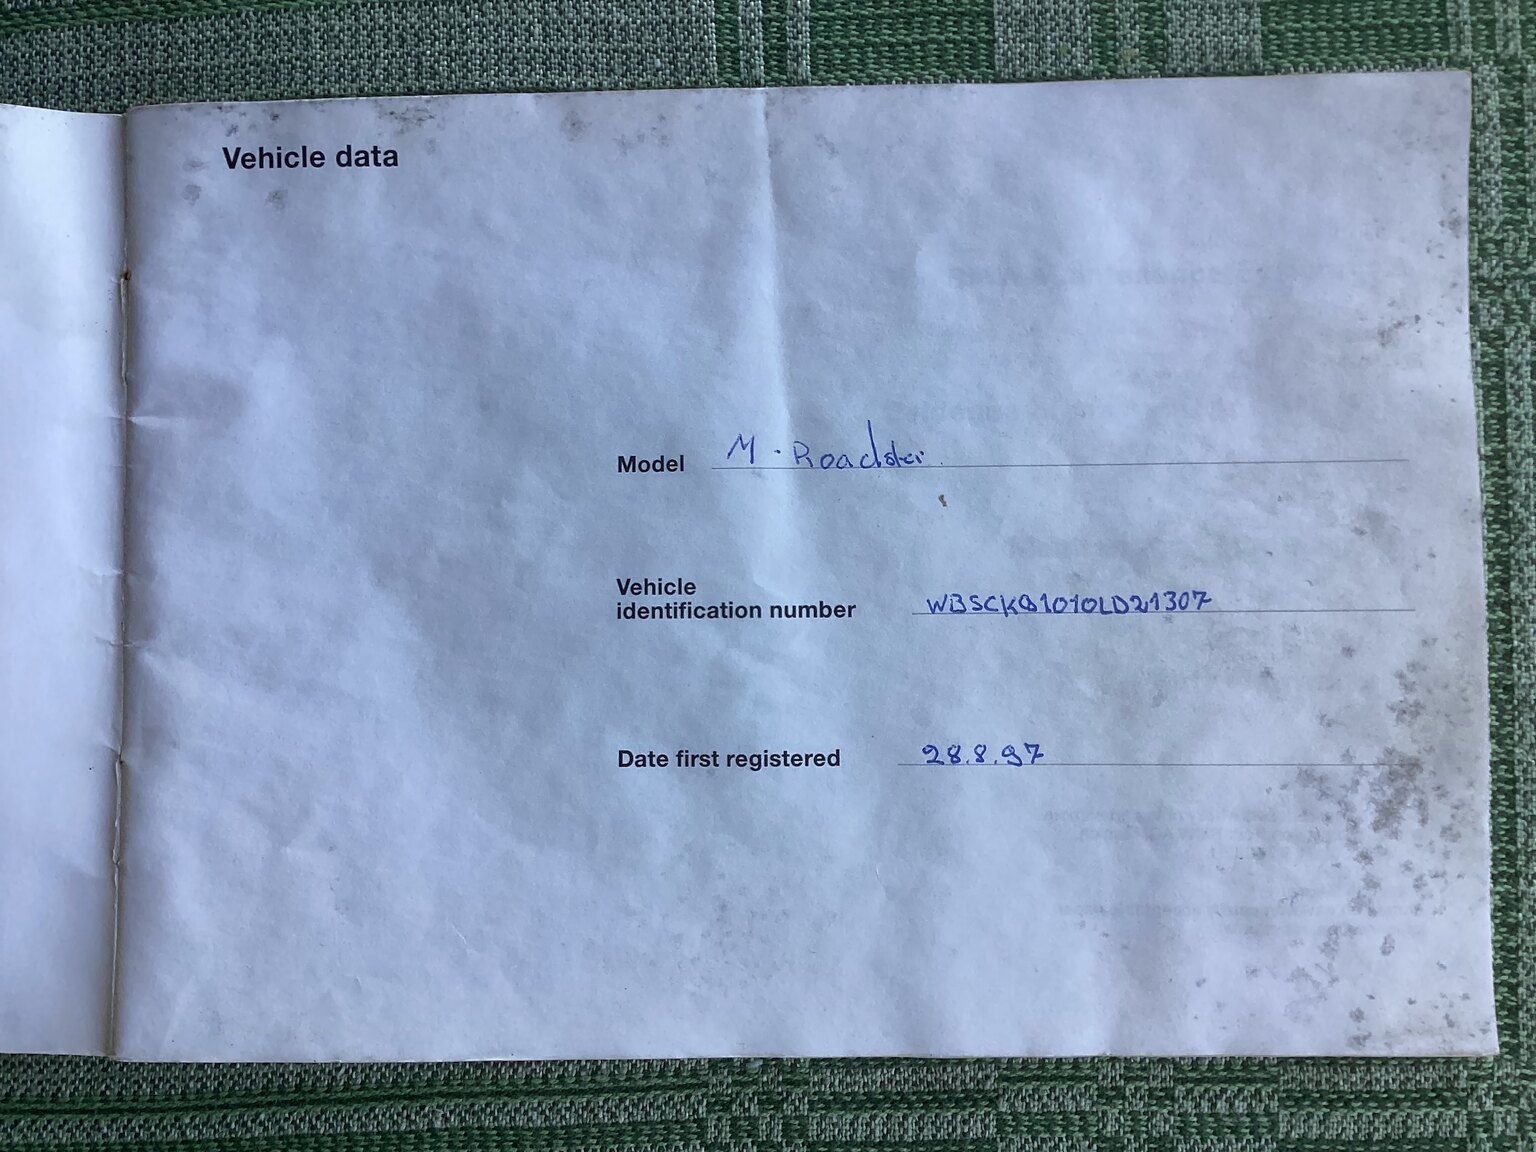 Vehicle data
Model M. Roadster
Vehicle
identification number WBSCK91010LD21307
Date first registered 28.8.97